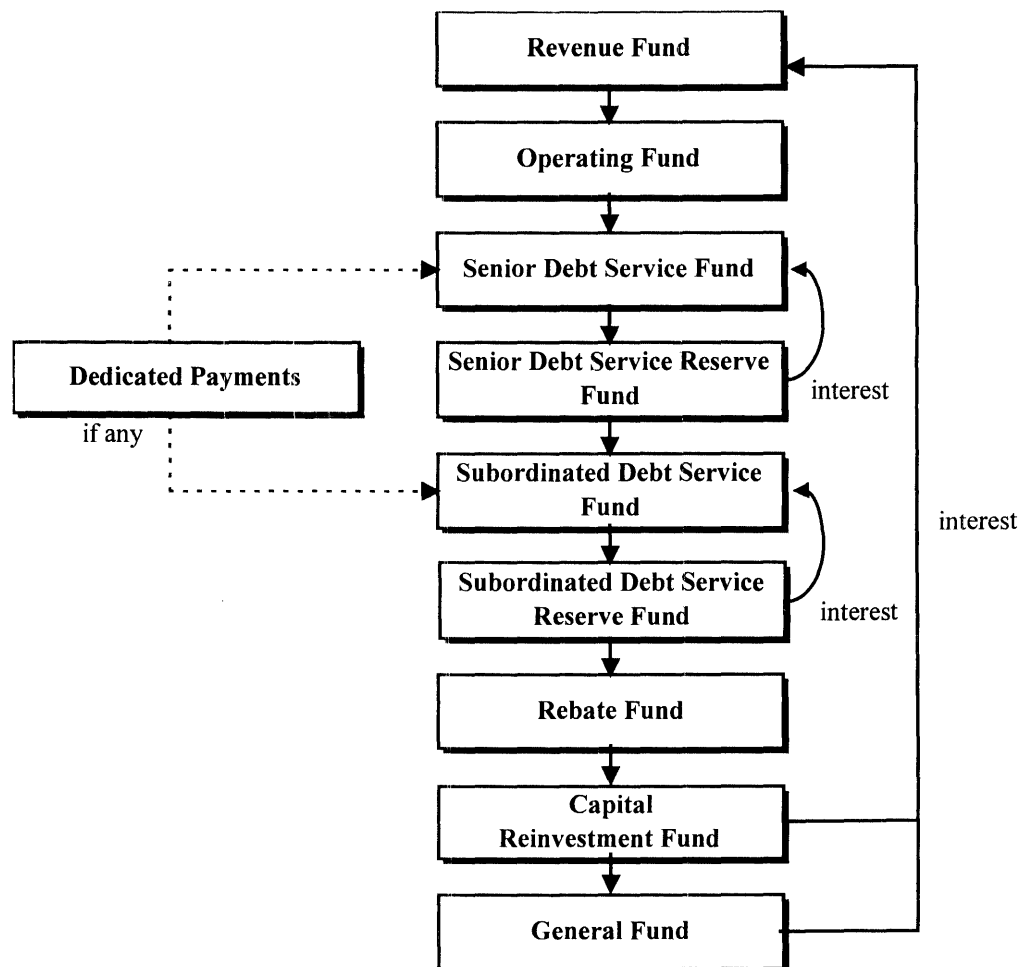 Revenue Fund
Operating Fund
Senior Debt Service Fund
Dedicated Payments
if any
Senior Debt Service Reserve
Fund
interest
Subordinated Debt Service
Fund
interest
Subordinated Debt Service
Reserve Fund
interest
Rebate Fund
Capital
Reinvestment Fund
General Fund